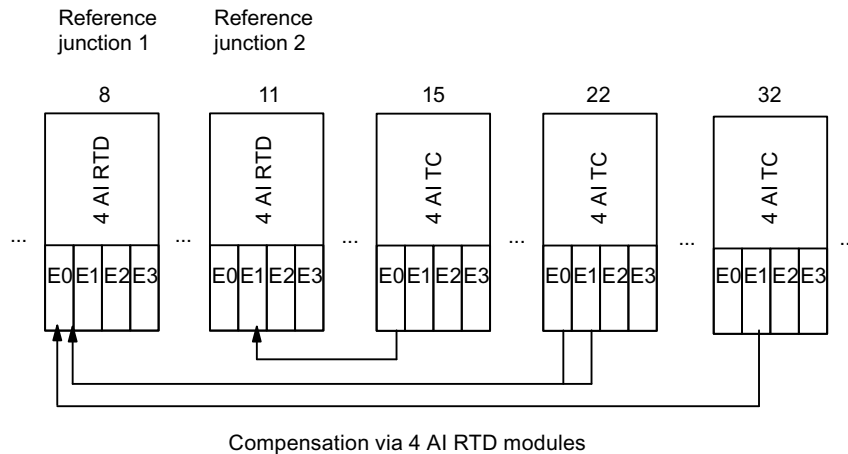 Reference
junction 1
Reference
junction 2
8
11
15
22
32
4 AI RTD
4 AI RTD
4 AI TC
4 AI TC
4 AI TC
...
...
...
...
...
...
E0 E1 E2 E3
E0 E1 E2 E3
E0 E1 E2 E3
E0 E1 E2 E3
E0 E1 E2 E3
Compensation via 4 AI RTD modules